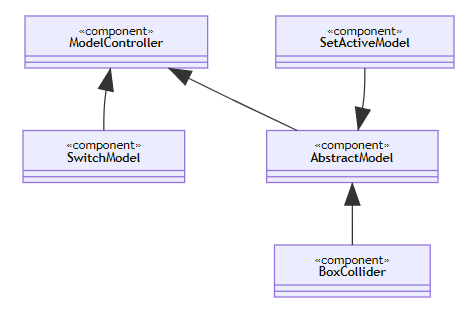 «component»
ModelController
«component»
SetActiveModel
«component»
SwitchModel
«component»
AbstractModel
«component»
BoxCollider